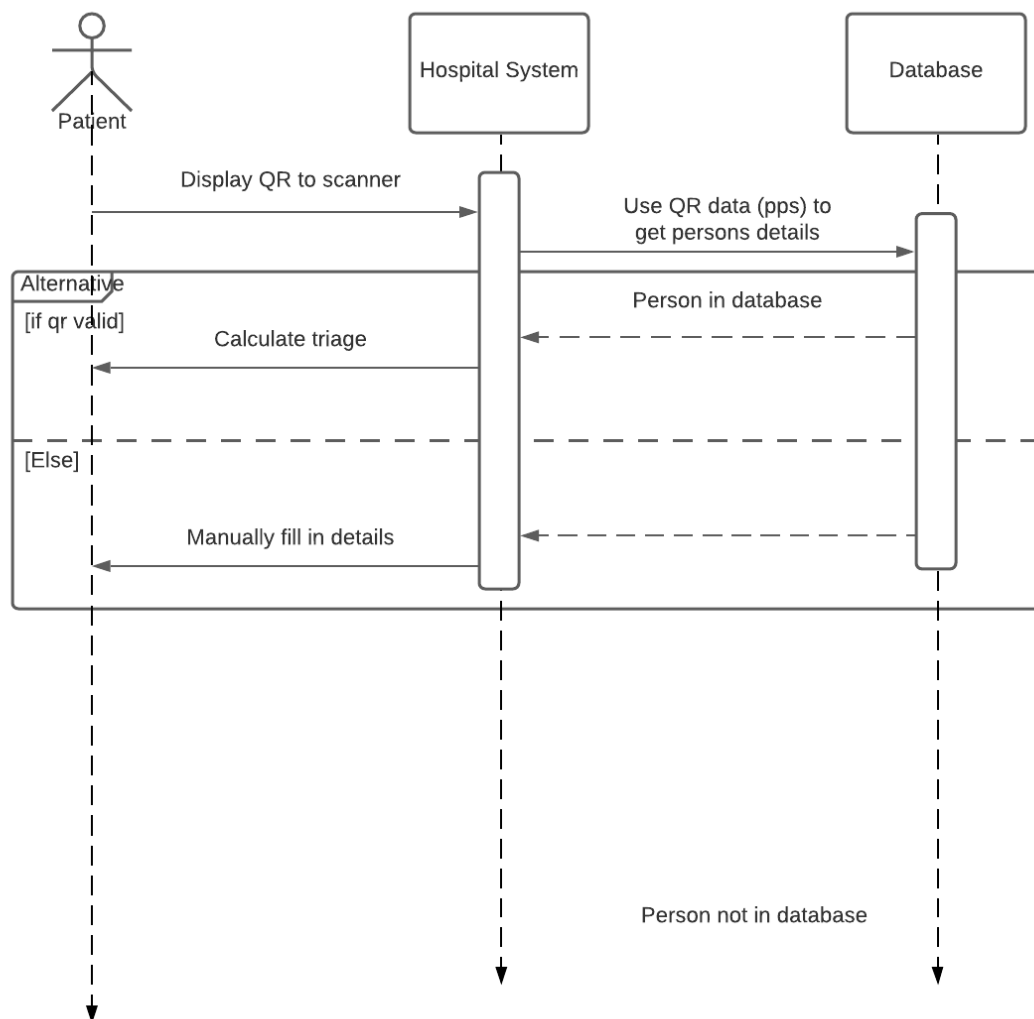 Patient
Hospital System
Database
Display QR to scanner
Use QR data (pps) to
get persons details
Alternative
[if qr valid]
Person in database
Calculate triage
[Else]
Manually fill in details
Person not in database